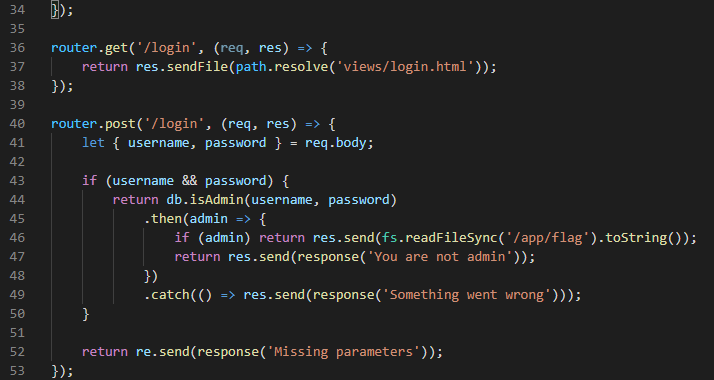 34 });
35
36 router.get('/login', (req, res) => {
37     return res.sendFile(path.resolve('views/login.html'));
38 });
39
40 router.post('/login', (req, res) => {
41     let { username, password } = req.body;
42
43     if (username && password) {
44         return db.isAdmin(username, password)
45             .then(admin => {
46                 if (admin) return res.send(fs.readFileSync('/app/flag').toString());
47                 return res.send(response('You are not admin'));
48             })
49             .catch(() => res.send(response('Something went wrong')));
50     }
51
52     return re.send(response('Missing parameters'));
53 });